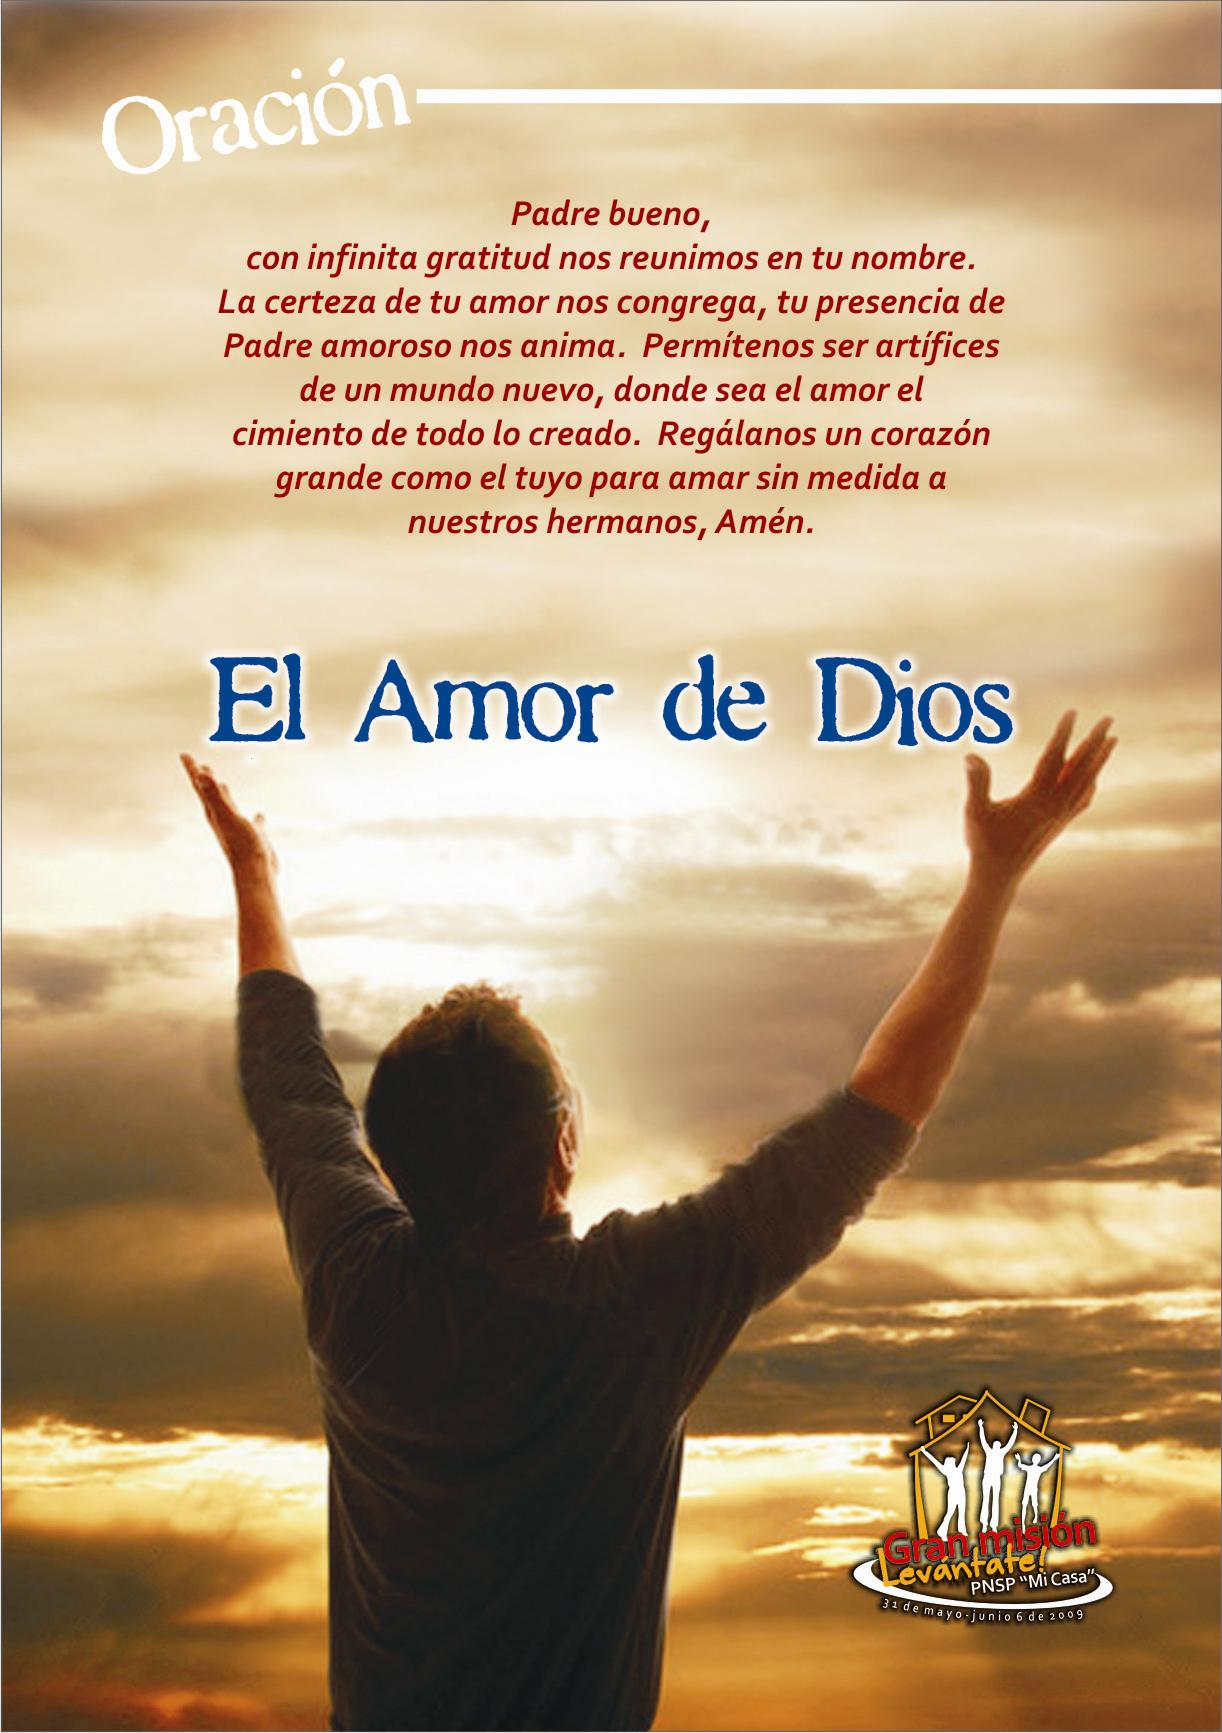 Oración
Padre bueno,
con infinita gratitud nos reunimos en tu nombre.
La certeza de tu amor nos congrega, tu presencia de
Padre amoroso nos anima.  Permítenos ser artífices
de un mundo nuevo, donde sea el amor el
cimiento de todo lo creado.  Regálanos un corazón
grande como el tuyo para amar sin medida a
nuestros hermanos, Amén.
El Amor de Dios
Gran misión
Levántate!
PNSP "Mi Casa"
31 de mayo-junio 6 de 2009